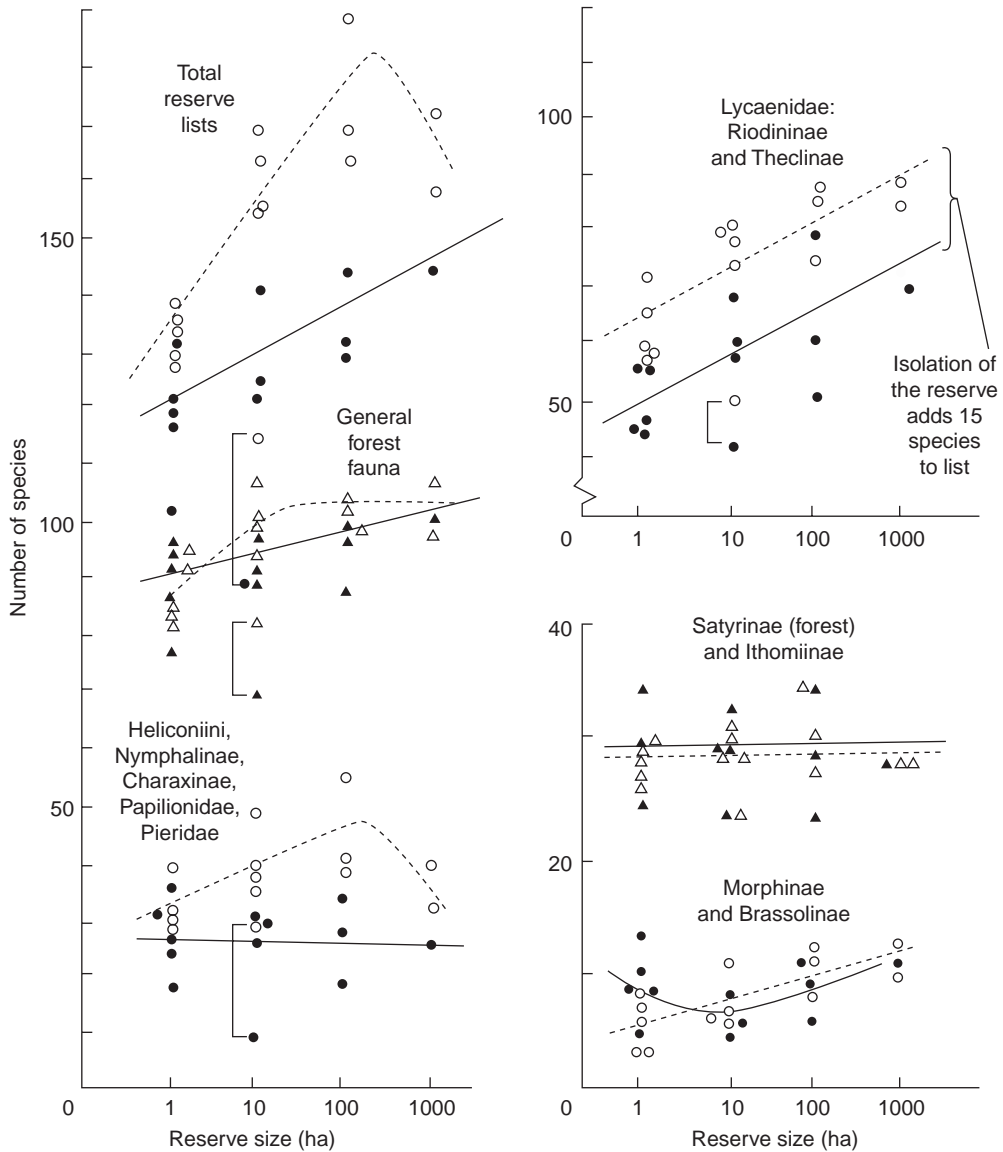 Number of species
150
100
50
0
1
10
100
1000
Reserve size (ha)
Total
reserve
lists
General
forest
fauna
Heliconiini,
Nymphalinae,
Charaxinae,
Papilionidae,
Pieridae
100
50
0
1
10
100
1000
Lycaenidae:
Riodininae
and Theclinae
Isolation of
the reserve
adds 15
species
to list
40
20
0
Satyrinae (forest)
and Ithomiinae
Morphinae
and Brassolinae
1
10
100
1000
Reserve size (ha)